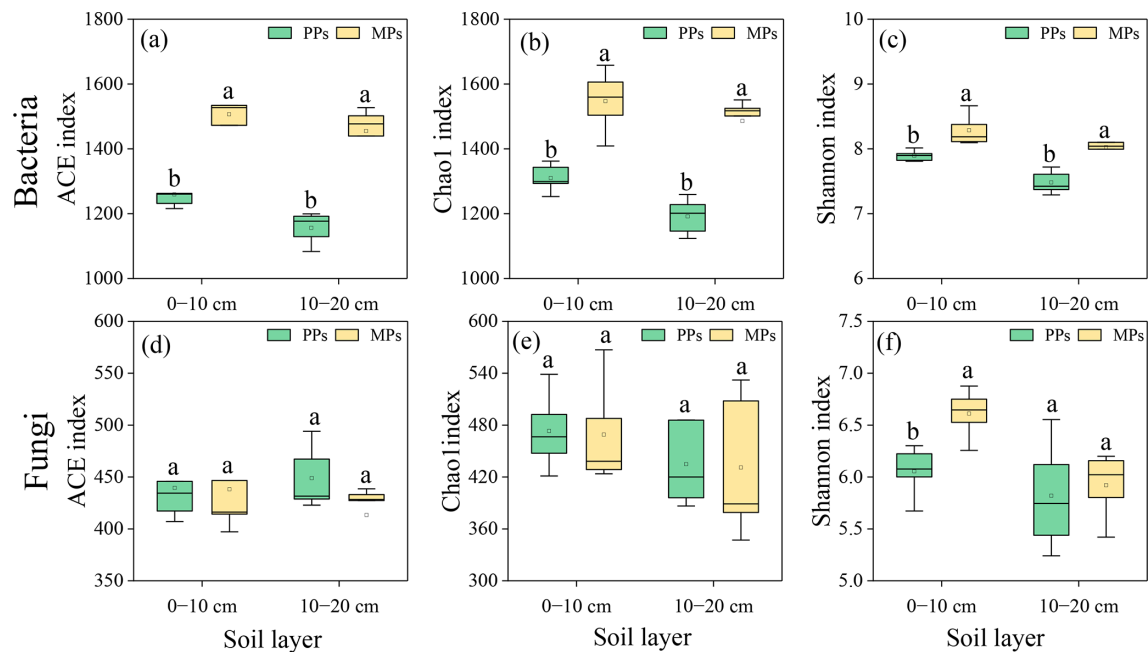 Bacteria
ACE index
1800
1600
1400
1200
1000
(a)
PPs
MPs
b
a
b
a
0−10 cm
10−20 cm
Chao1 index
1800
1600
1400
1200
1000
(b)
PPs
MPs
b
a
b
a
0−10 cm
10−20 cm
Shannon index
10
9
8
7
6
(c)
PPs
MPs
b
a
b
a
0−10 cm
10−20 cm
Fungi
ACE index
600
550
500
450
400
350
(d)
PPs
MPs
a
a
a
a
0−10 cm
10−20 cm
Soil layer
Chao1index
600
540
480
420
360
300
(e)
PPs
MPs
a
a
a
a
0−10 cm
10−20 cm
Soil layer
Shannon index
7.5
7.0
6.5
6.0
5.5
5.0
(f)
PPs
MPs
b
a
a
a
0−10 cm
10−20 cm
Soil layer